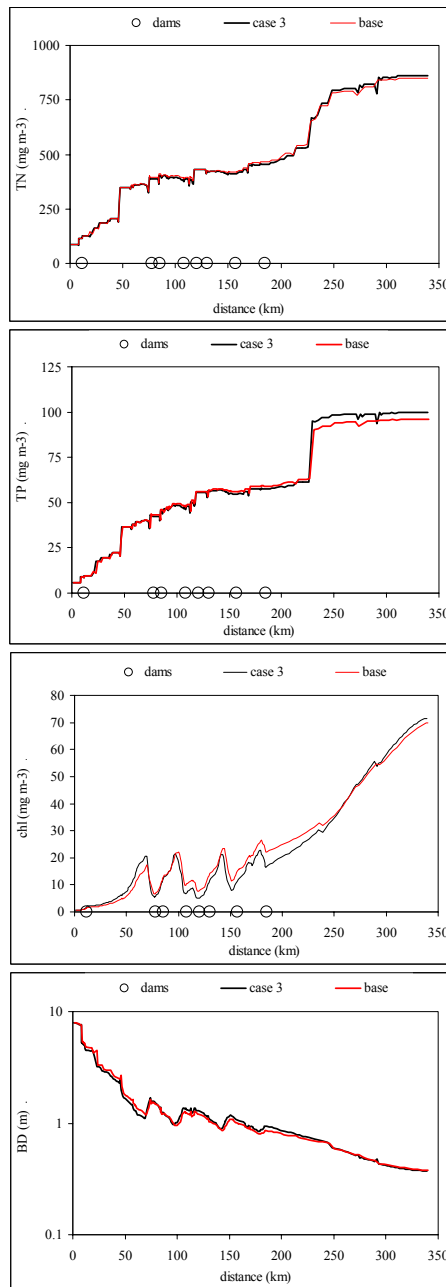 dams case 3 base
1000
750
500
250
0
TN (mg m-3) .
0 50 100 150 200 250 300 350
distance (km)
dams case 3 base
125
100
75
50
25
0
TP (mg m-3) .
0 50 100 150 200 250 300 350
distance (km)
dams case 3 base
80
70
60
50
40
30
20
10
0
chl (mg m-3) .
0 50 100 150 200 250 300 350
distance (km)
dams case 3 base
10
1
0.1
BD (m) .
0 50 100 150 200 250 300 350
distance (km)